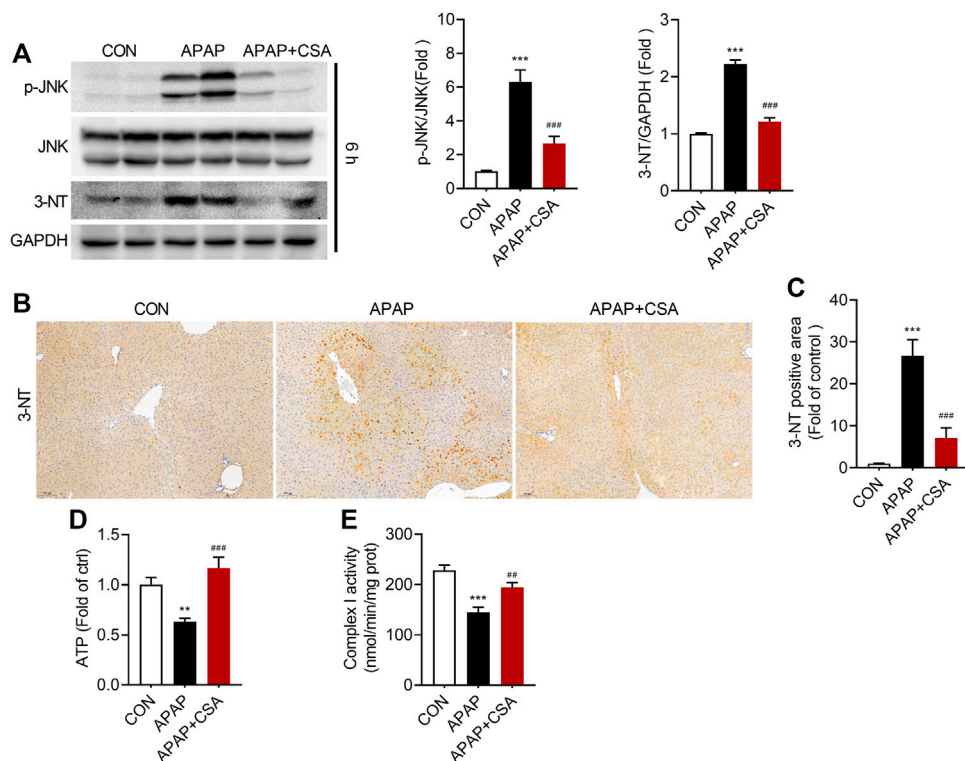 A
CON APAP APAP+CSA
p-JNK
JNK
3-NT
GAPDH
6 h
p-JNK/JNK(Fold )
10
8
6
4
2
0
CON
APAP
APAP+CSA
***
###
3-NT/GAPDH (Fold )
3
2
1
0
CON
APAP
APAP+CSA
***
###
B
CON APAP APAP+CSA
3-NT
C
3-NT positive area
(Fold of control )
40
30
20
10
0
CON
APAP
APAP+CSA
***
###
D
ATP (Fold of ctrl)
1.5
1.0
0.5
0.0
CON
APAP
APAP+CSA
**
###
E
Complex I activity
(nmol/min/mg prot)
300
200
100
0
CON
APAP
APAP+CSA
***
##